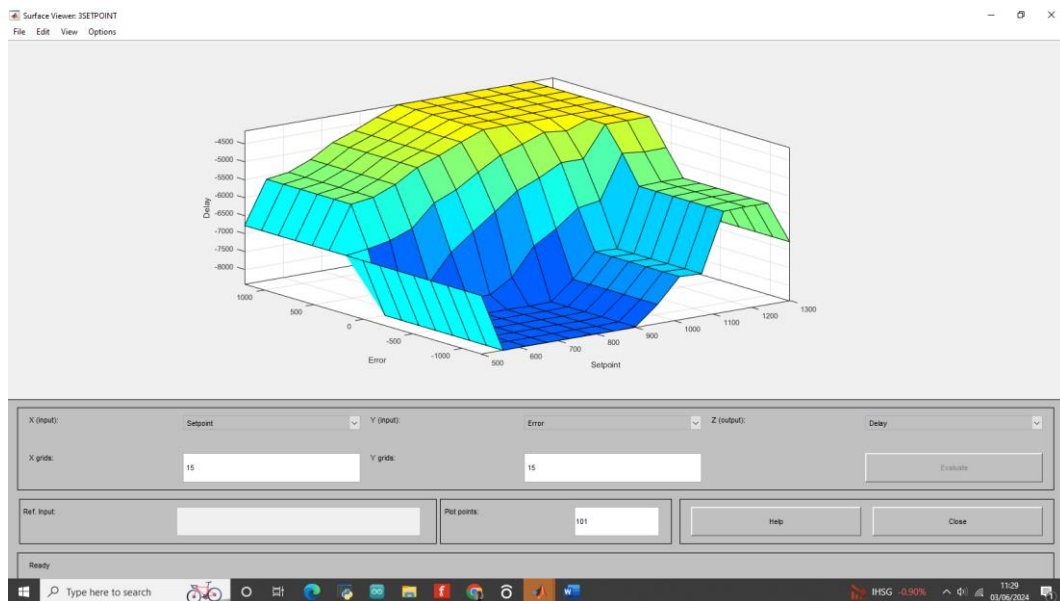 Surface Viewer: 3SETPOINT
File Edit View Options
-4500
-5000
-5500
-6000
-6500
-7000
-7500
-8000
Delay
1000
500
0
-500
-1000
Error
500
600
700
800
900
1000
1100
1200
1300
Setpoint
X (input): Setpoint Y (input): Error Z (output): Delay
X grids: 15 Y grids: 15 Evaluate
Ref. Input: Plot points: 101 Help Close
Ready
Type here to search IHSG -0,90% 11:29
03/06/2024